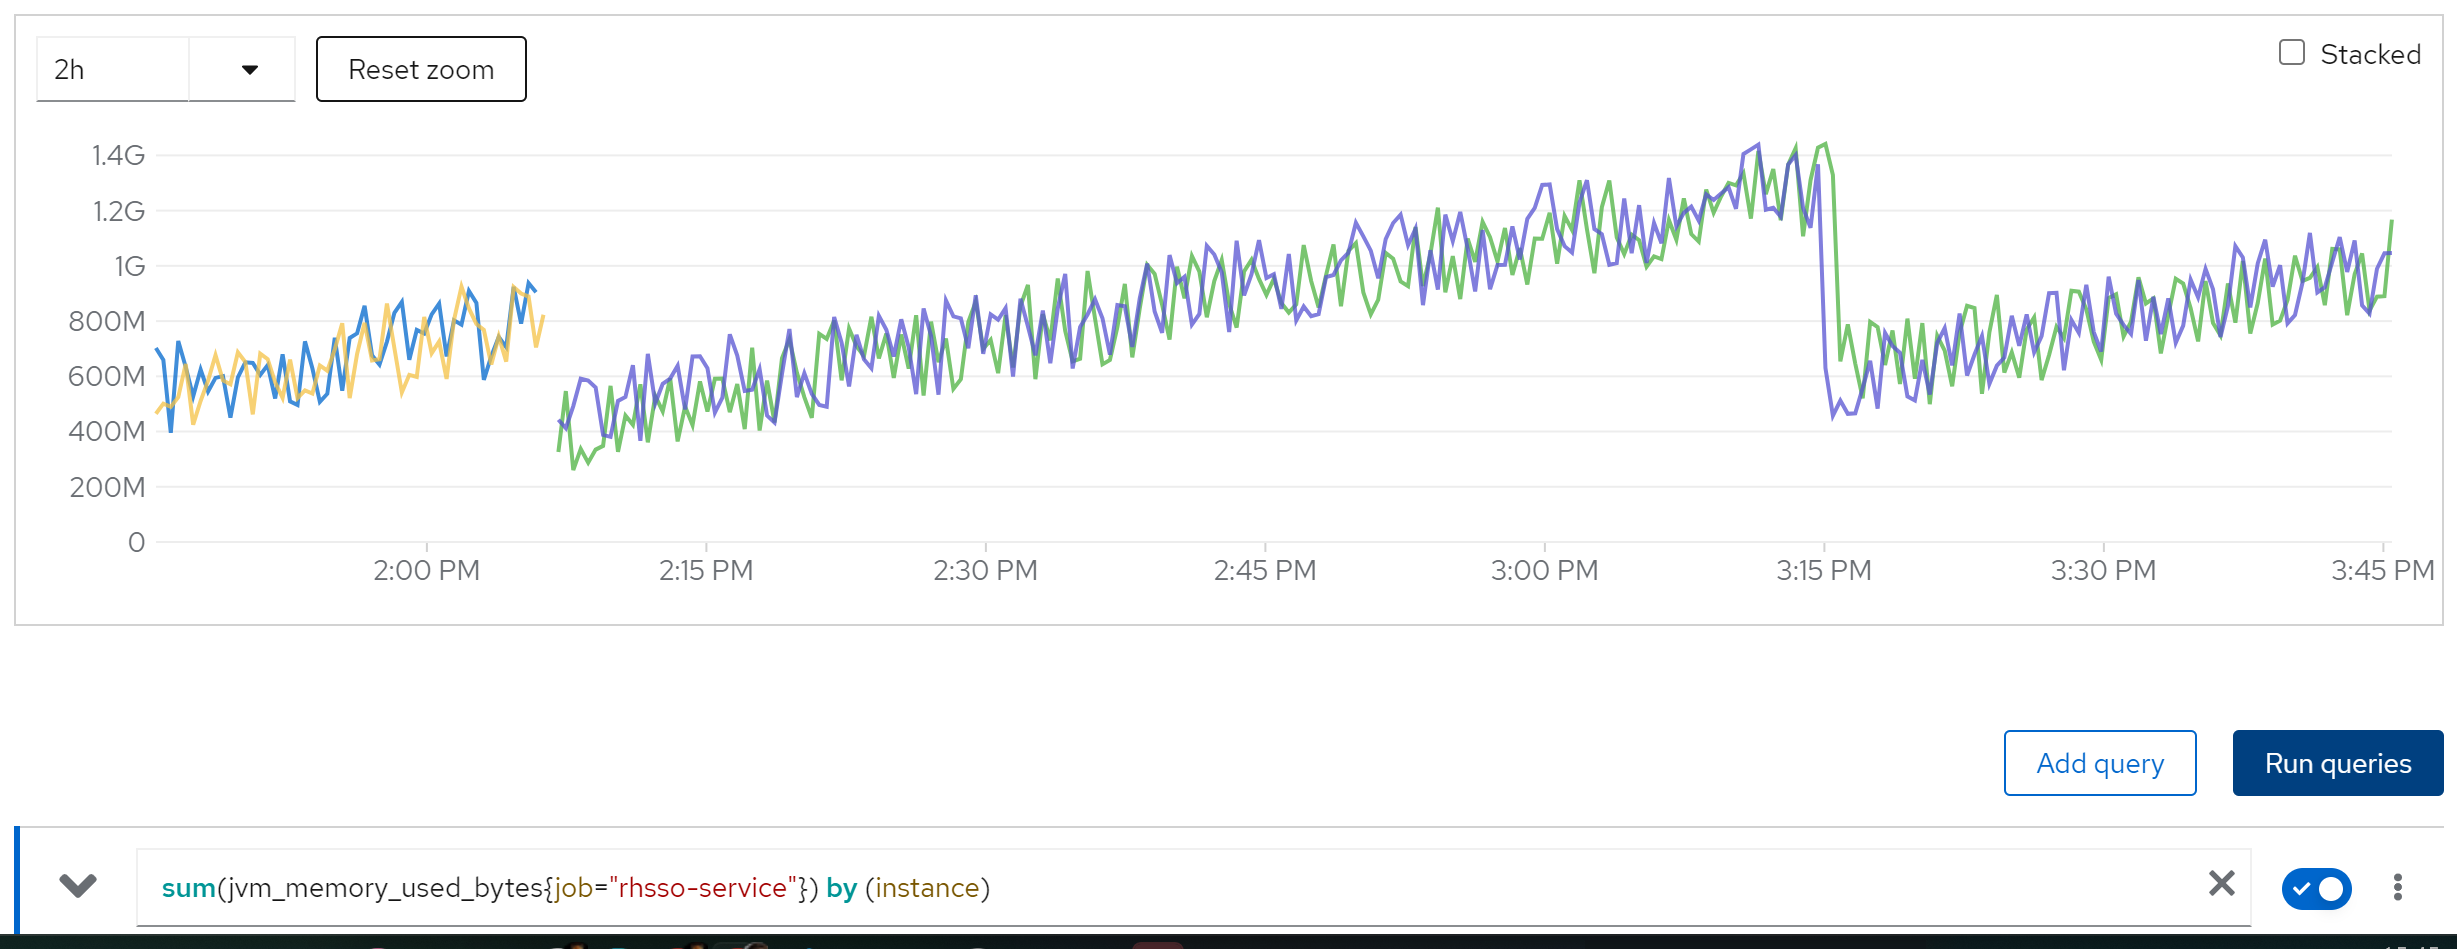 2h
Reset zoom
Stacked
1.4G
1.2G
1G
800M
600M
400M
200M
0
2:00 PM 2:15 PM 2:30 PM 2:45 PM 3:00 PM 3:15 PM 3:30 PM 3:45 PM
Add query
Run queries
sum(jvm_memory_used_bytes{job="rhsso-service"}) by (instance)